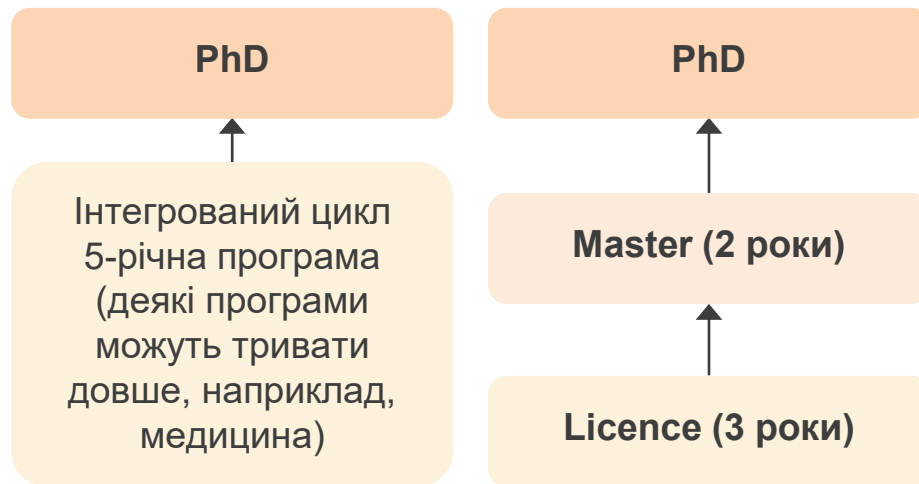 PhD
Інтегрований цикл
5-річна програма
(деякі програми
можуть тривати
довше, наприклад,
медицина)
PhD
Master (2 роки)
Licence (3 роки)